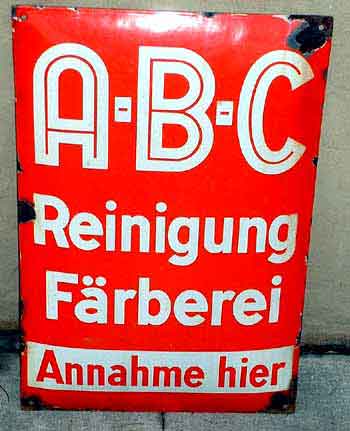 A-B-C
Reinigung
Färberei
Annahme hier